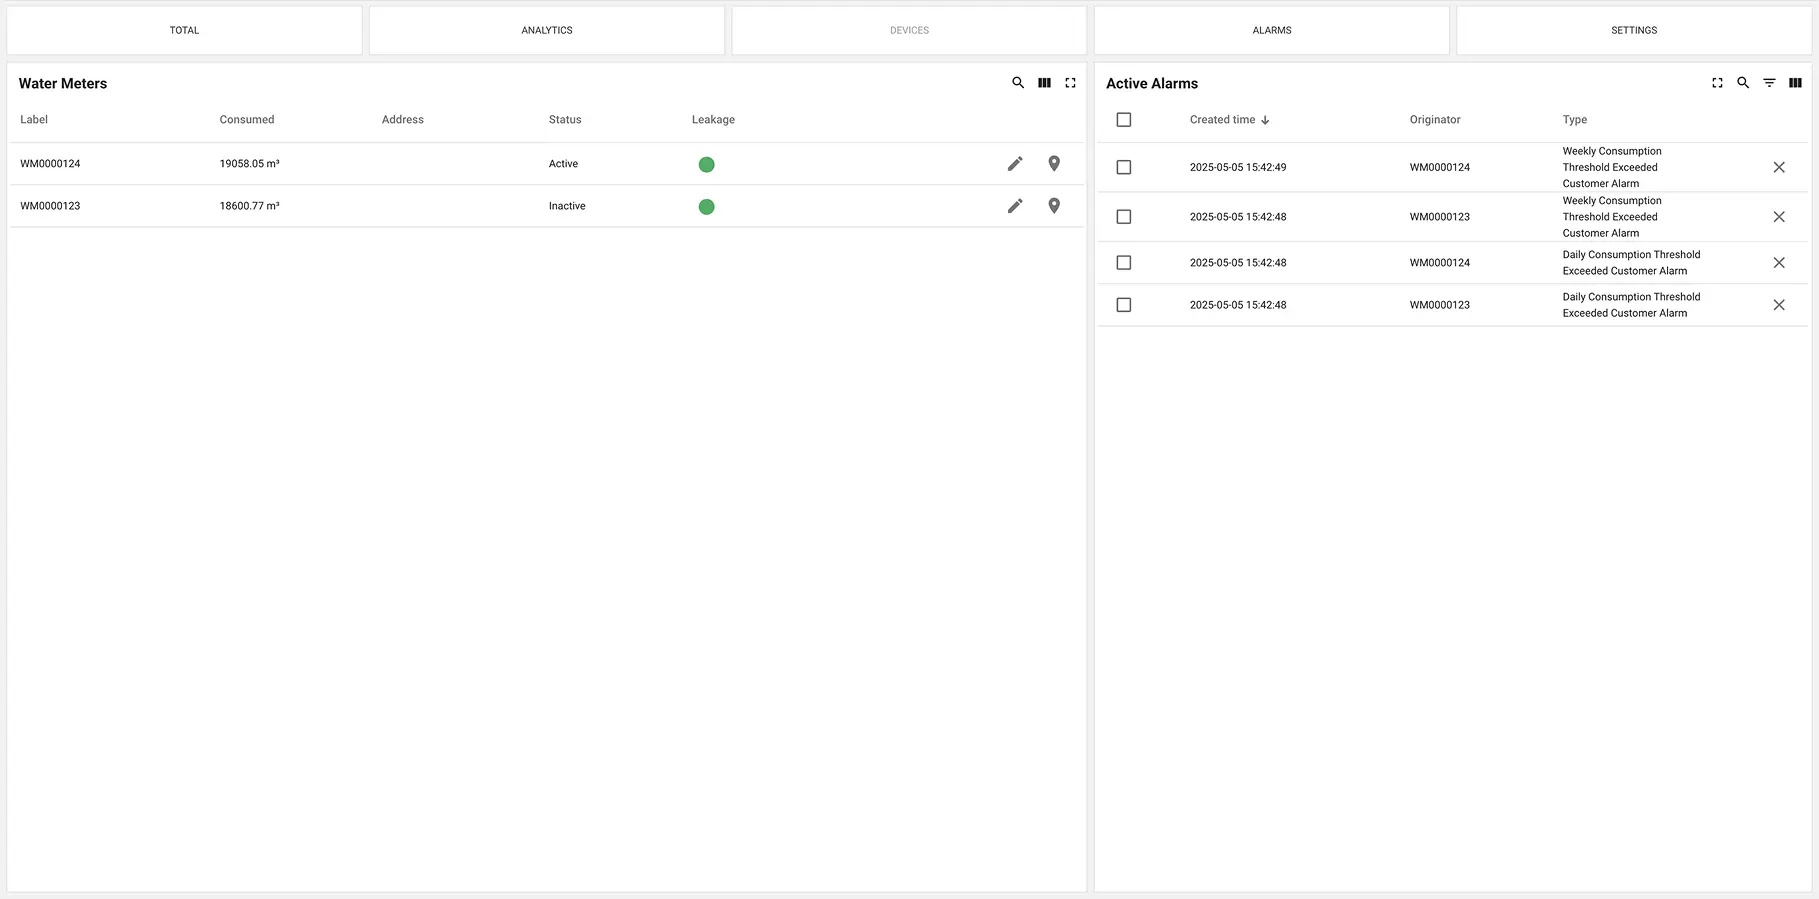 TOTAL
ANALYTICS
DEVICES
ALARMS
SETTINGS
Water Meters
Label Consumed Address Status Leakage
WM0000124 19058.05 m³ Active
WM0000123 18600.77 m³ Inactive
Active Alarms
Created time Originator Type
2025-05-05 15:42:49 WM0000124 Weekly Consumption
Threshold Exceeded
Customer Alarm
2025-05-05 15:42:48 WM0000123 Weekly Consumption
Threshold Exceeded
Customer Alarm
2025-05-05 15:42:48 WM0000124 Daily Consumption Threshold
Exceeded Customer Alarm
2025-05-05 15:42:48 WM0000123 Daily Consumption Threshold
Exceeded Customer Alarm